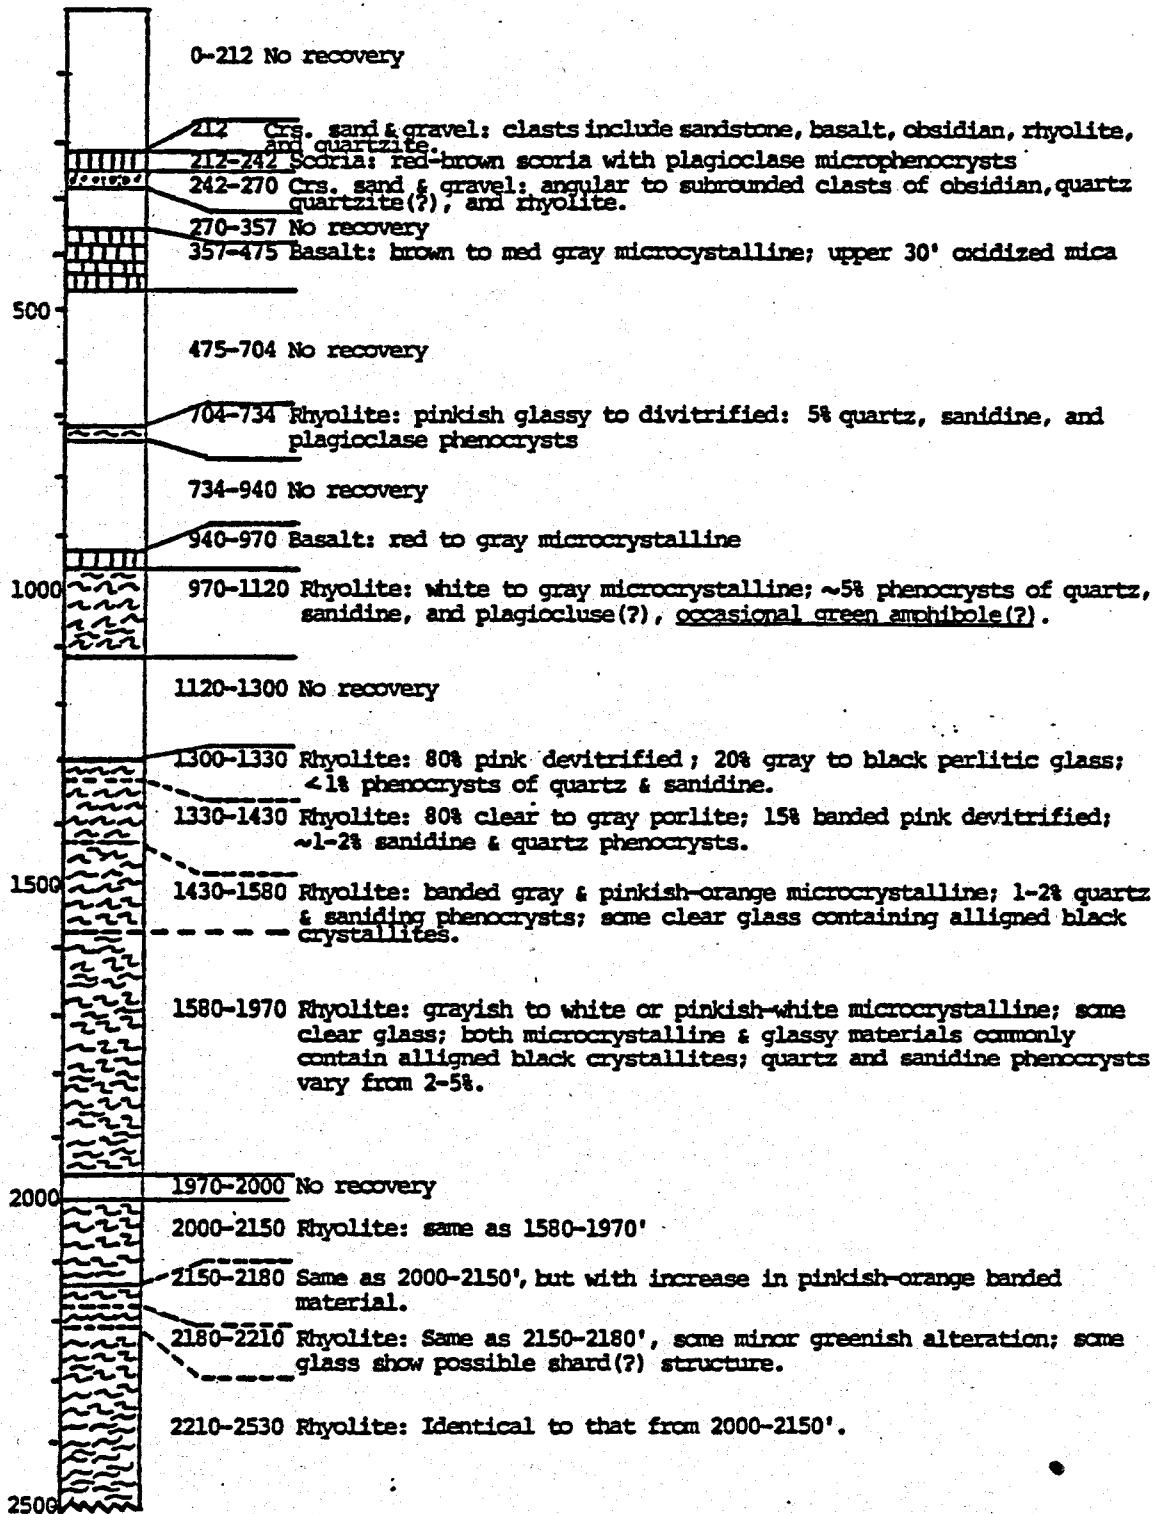 0-212 No recovery
212 Crs. sand & gravel: clasts include sandstone, basalt, obsidian, rhyolite,
and quartzite.
212-242 Scoria: red-brown scoria with plagioclase microphenocrysts
242-270 Crs. sand & gravel: angular to subrounded clasts of obsidian, quartz
quartzite(?), and rhyolite.
270-357 No recovery
357-475 Basalt: brown to med gray microcystalline; upper 30' oxidized mica
500
475-704 No recovery
704-734 Rhyolite: pinkish glassy to divitrified: 5% quartz, sanidine, and
plagioclase phenocrysts
734-940 No recovery
940-970 Basalt: red to gray microcrystalline
1000
970-1120 Rhyolite: white to gray microcrystalline; ~5% phenocrysts of quartz,
sanidine, and plagiocluse(?), occasional green amphibole(?).
1120-1300 No recovery
1300-1330 Rhyolite: 80% pink devitrified; 20% gray to black perlitic glass;
<1% phenocrysts of quartz & sanidine.
1330-1430 Rhyolite: 80% clear to gray porlite; 15% banded pink devitrified;
~1-2% sanidine & quartz phenocrysts.
1500
1430-1580 Rhyolite: banded gray & pinkish-orange microcrystalline; 1-2% quartz
& saniding phenocrysts; some clear glass containing alligned black
crystallites.
1580-1970 Rhyolite: grayish to white or pinkish-white microcrystalline; some
clear glass; both microcrystalline & glassy materials commonly
contain alligned black crystallites; quartz and sanidine phenocrysts
vary from 2-5%.
1970-2000 No recovery
2000
2000-2150 Rhyolite: same as 1580-1970'
2150-2180 Same as 2000-2150', but with increase in pinkish-orange banded
material.
2180-2210 Rhyolite: Same as 2150-2180', some minor greenish alteration; some
glass show possible shard(?) structure.
2210-2530 Rhyolite: Identical to that from 2000-2150'.
2500